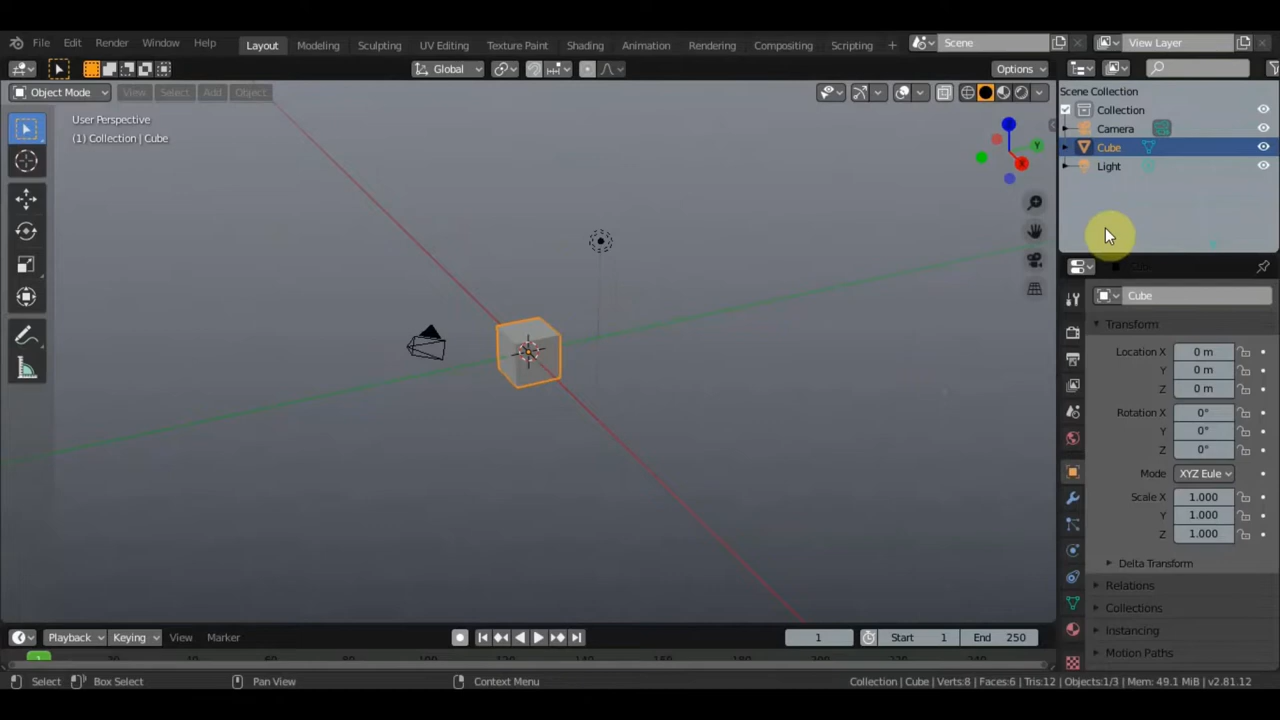 File Edit Render Window Help Layout Modeling Sculpting UV Editing Texture Paint Shading Animation Rendering Compositing Scripting + Scene View Layer
Global Options
Object Mode View Select Add Object
Scene Collection
User Perspective
(1) Collection | Cube
Collection
Camera
Cube
Light
Z
Y
X
Cube
Transform
Location X 0 m
Y 0 m
Z 0 m
Rotation X 0°
Y 0°
Z 0°
Mode XYZ Eule
Scale X 1.000
Y 1.000
Z 1.000
Delta Transform
Relations
Collections
Instancing
Motion Paths
Playback Keying View Marker 1 Start 1 End 250
1
Select Box Select Pan View Context Menu Collection | Cube | Verts:8 | Faces:6 | Tris:12 | Objects:1/3 | Mem: 49.1 MiB | v2.81.12